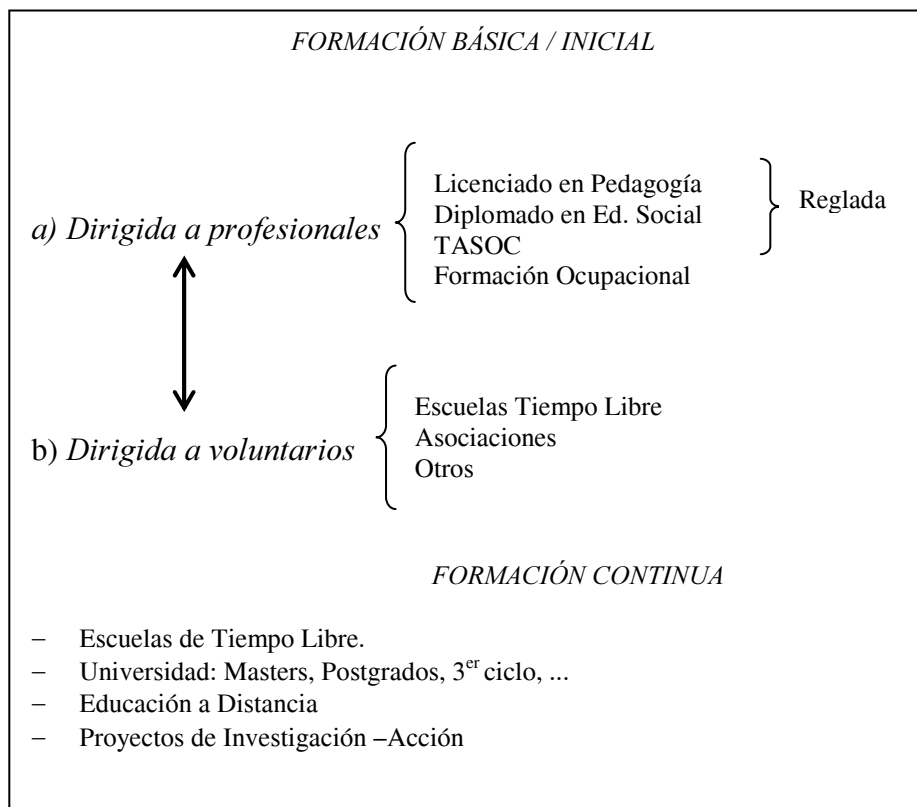 FORMACIÓN BÁSICA / INICIAL
Licenciado en Pedagogía
Diplomado en Ed. Social
TASOC
Formación Ocupacional
Reglada
a) Dirigida a profesionales
Escuelas Tiempo Libre
Asociaciones
Otros
b) Dirigida a voluntarios
FORMACIÓN CONTINUA
– Escuelas de Tiempo Libre.
– Universidad: Masters, Postgrados, 3er ciclo, ...
– Educación a Distancia
– Proyectos de Investigación –Acción